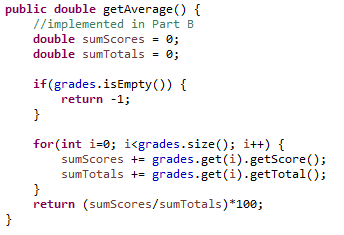 public double getAverage() {
//implemented in Part B
double sumScores = 0;
double sumTotals = 0;
if(grades.isEmpty()) {
return -1;
}
for(int i=0; i<grades.size(); i++) {
sumScores += grades.get(i).getScore();
sumTotals += grades.get(i).getTotal();
}
return (sumScores/sumTotals)*100;
}